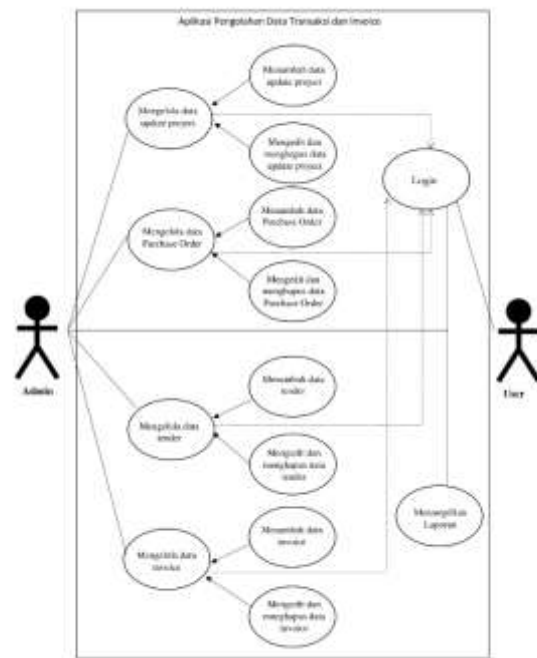 Aplikasi Pengolahan Data Transaksi dan Invoice
Menambah data
update project
Mengelola data
update project
Mengedit dan
menghapus data
update project
Login
Menambah data
Purchase Order
Mengelola data
Purchase Order
Mengedit dan
menghapus data
Purchase Order
Admin
User
Menambah data
tender
Mengelola data
tender
Mengedit dan
menghapus data
tender
Menampilkan
Laporan
Menambah data
invoice
Mengelola data
invoice
Mengedit dan
menghapus data
invoice